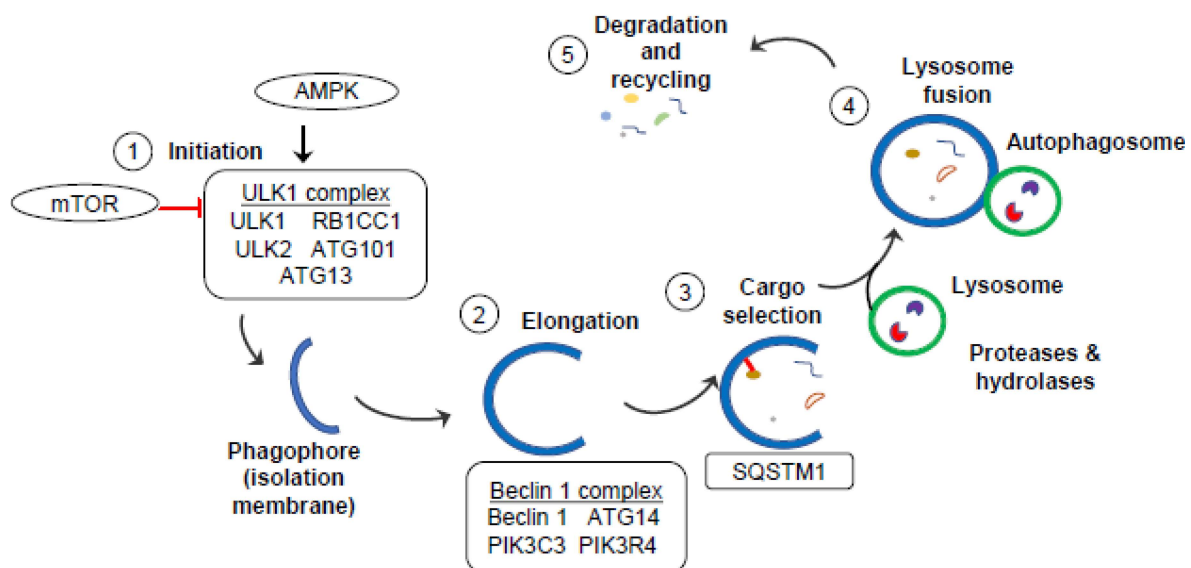 AMPK
1
Initiation
mTOR
ULK1 complex
ULK1 RB1CC1
ULK2 ATG101
ATG13
Phagophore
(isolation
membrane)
2
Elongation
Beclin 1 complex
Beclin 1 ATG14
PIK3C3 PIK3R4
3
Cargo
selection
SQSTM1
4
Lysosome
fusion
Autophagosome
Lysosome
Proteases &
hydrolases
5
Degradation
and
recycling